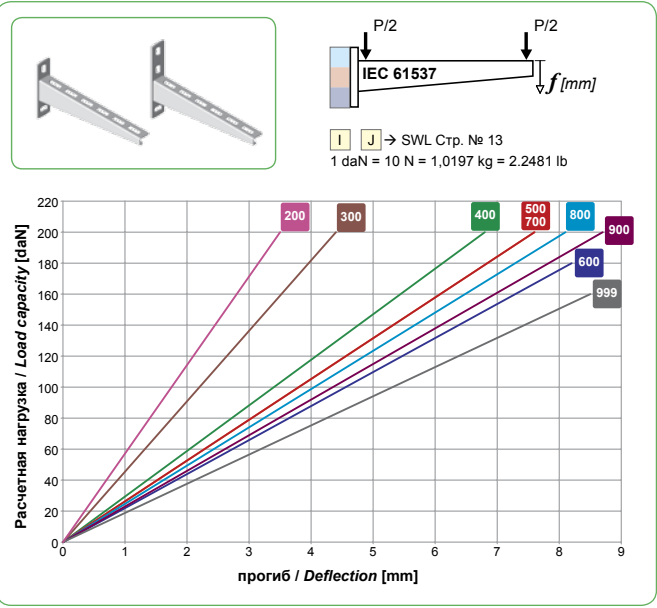 P/2 P/2
IEC 61537
f [mm]
I J → SWL Стр. № 13
1 daN = 10 N = 1,0197 kg = 2.2481 lb
Расчетная нагрузка / Load capacity [daN]
220
200
180
160
140
120
100
80
60
40
20
0
200
300
400
500
700
800
900
600
999
0 1 2 3 4 5 6 7 8 9
прогиб / Deflection [mm]